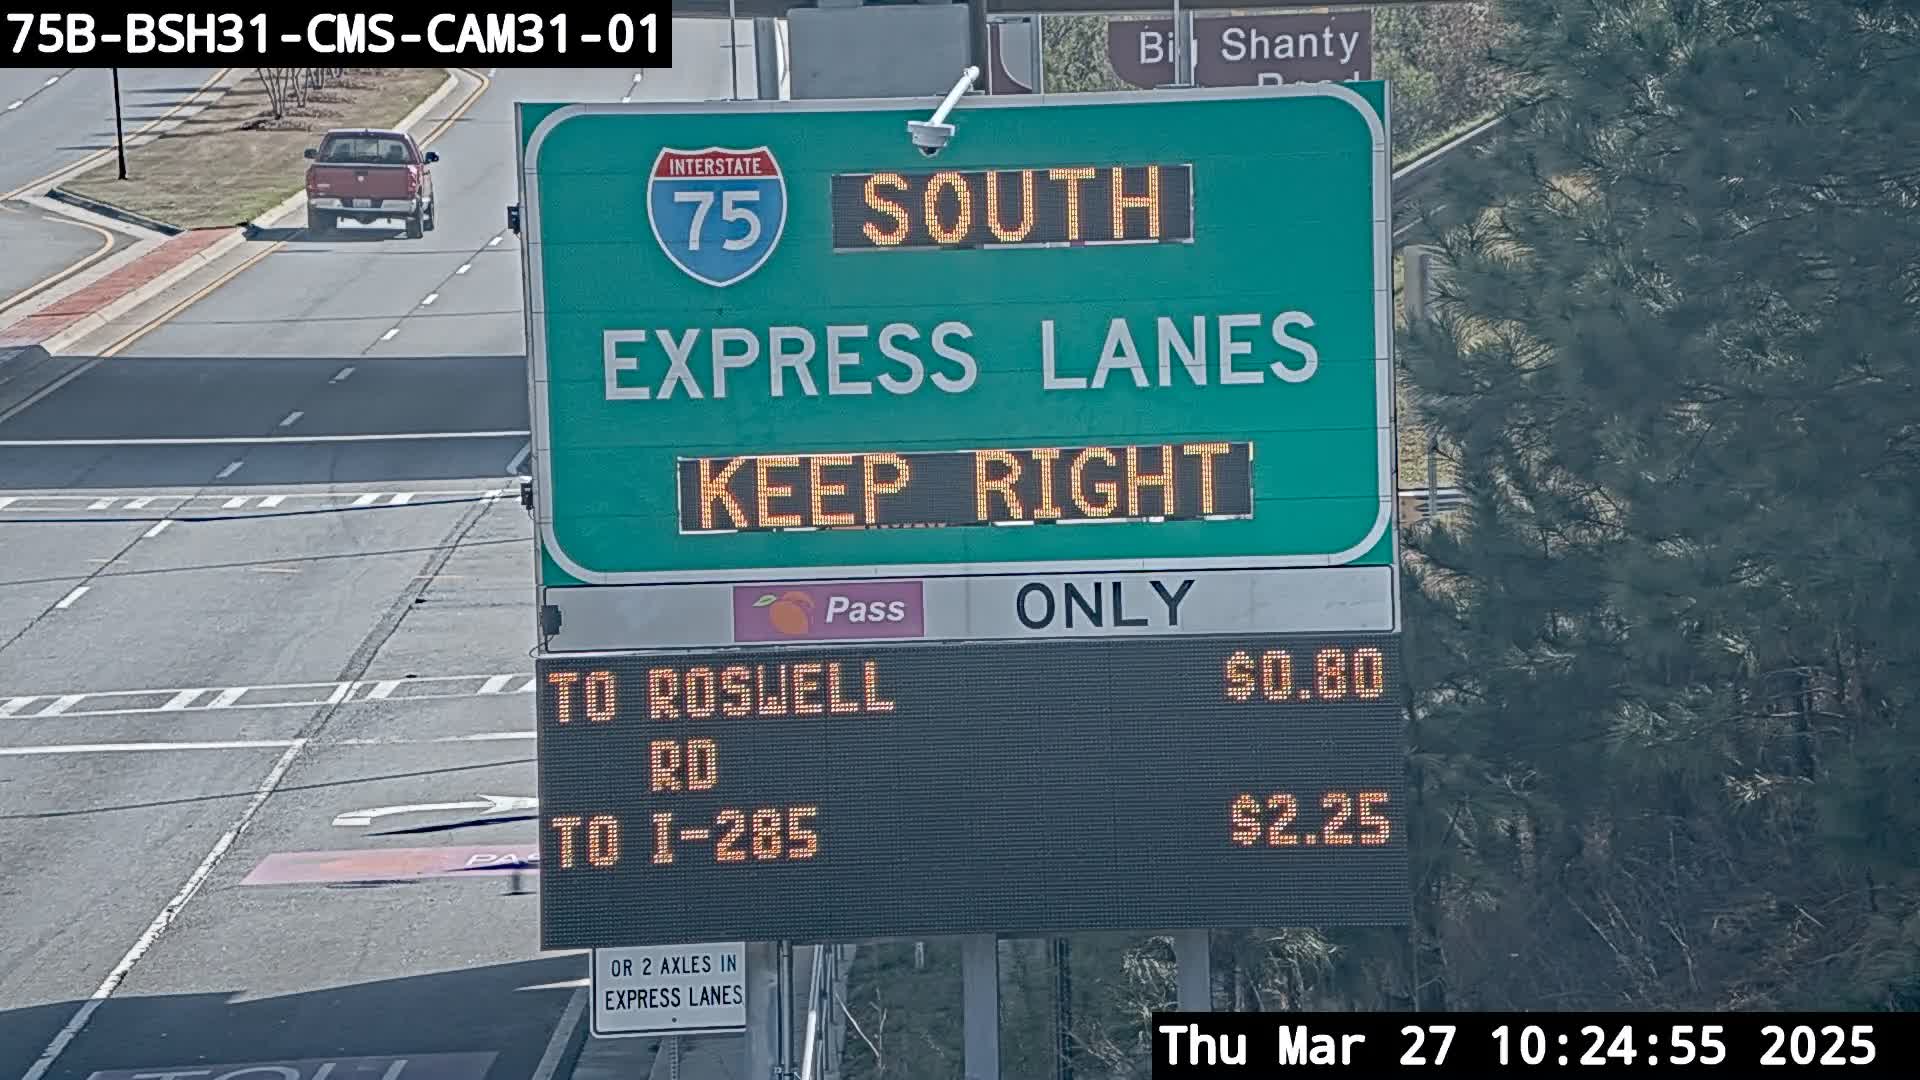 75B-BSH31-CMS-CAM31-01
Big Shanty
Road
INTERSTATE
75
SOUTH
EXPRESS LANES
KEEP RIGHT
Pass
ONLY
TO ROSWELL $0.80
RD
TO I-285 $2.25
OR 2 AXLES IN
EXPRESS LANES
TOLL
Thu Mar 27 10:24:55 2025